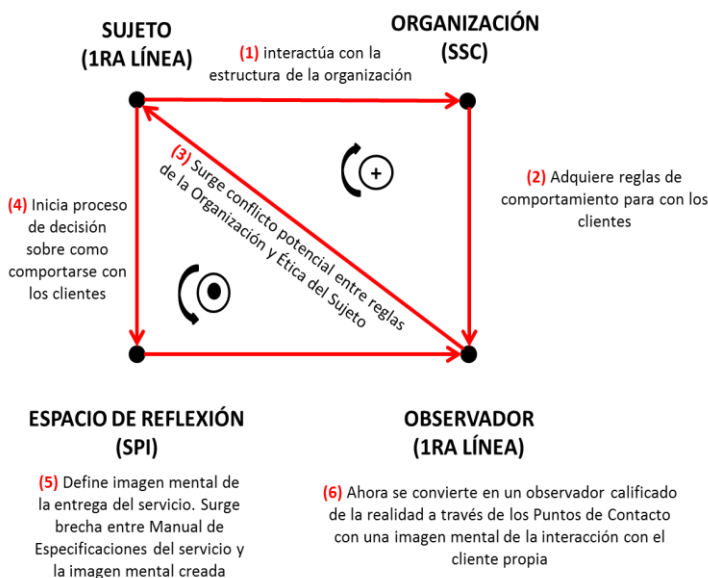 SUJETO
(1RA LÍNEA)
ORGANIZACIÓN
(SSC)
(1) interactúa con la
estructura de la organización
(2) Adquiere reglas de
comportamiento para con los
clientes
(3) Surge conflicto potencial entre reglas
de la Organización y Ética del Sujeto
+
(4) Inicia proceso
de decisión
sobre como
comportarse con
los clientes
ESPACIO DE REFLEXIÓN
(SPI)
(5) Define imagen mental de
la entrega del servicio. Surge
brecha entre Manual de
Especificaciones del servicio y
la imagen mental creada
OBSERVADOR
(1RA LÍNEA)
(6) Ahora se convierte en un observador calificado
de la realidad a través de los Puntos de Contacto
con una imagen mental de la interacción con el
cliente propia